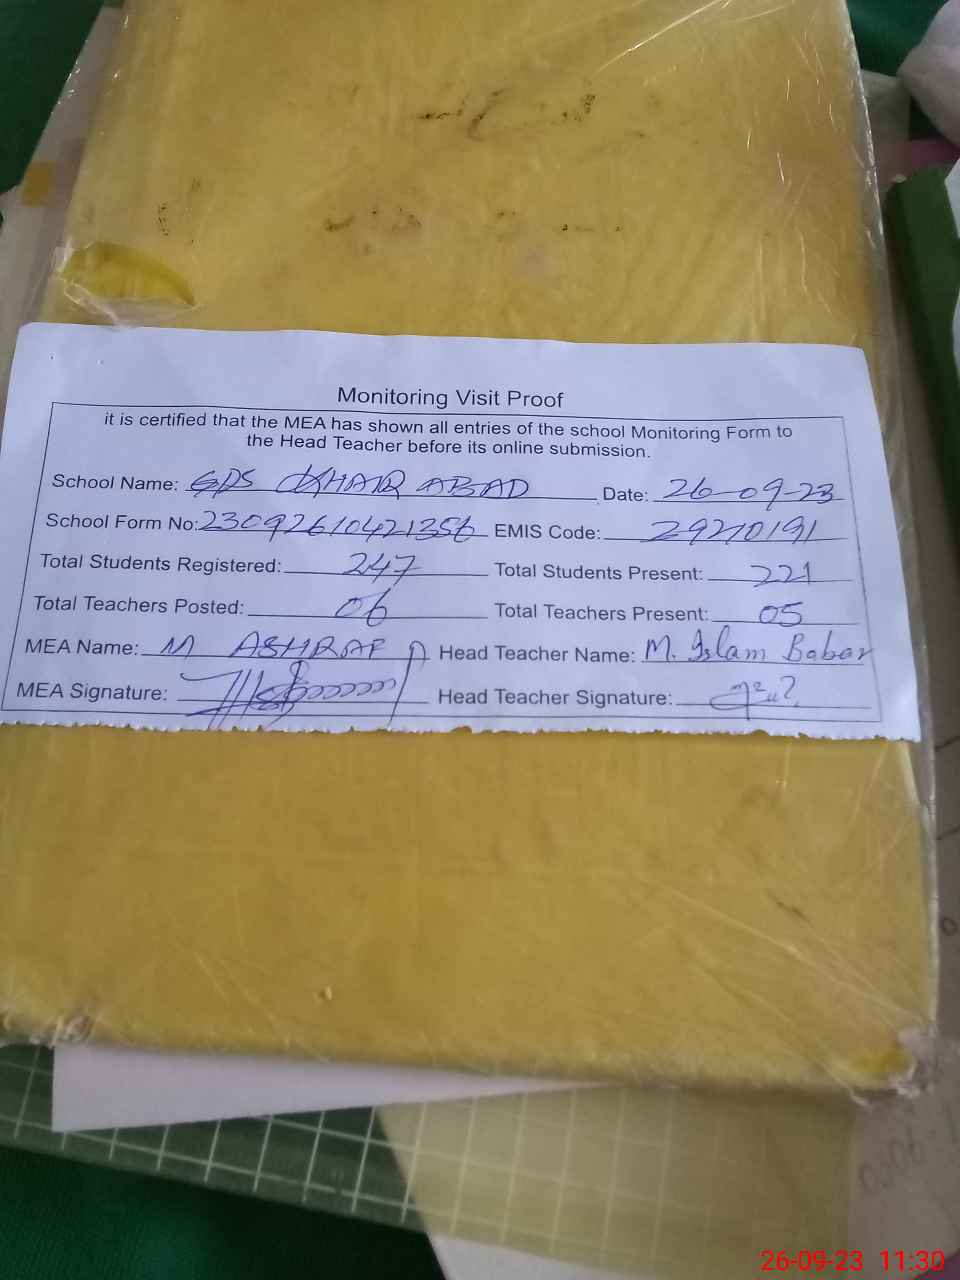 Monitoring Visit Proof
it is certified that the MEA has shown all entries of the school Monitoring Form to
the Head Teacher before its online submission.
School Name: GPS KHAIR ABAD Date: 26-09-23
School Form No: 23092610421356 EMIS Code: 29210191
Total Students Registered: 247 Total Students Present: 221
Total Teachers Posted: 06 Total Teachers Present: 05
MEA Name: M ASHRAF Head Teacher Name: M. Islam Babar
MEA Signature: Head Teacher Signature:
26-09-23 11:30